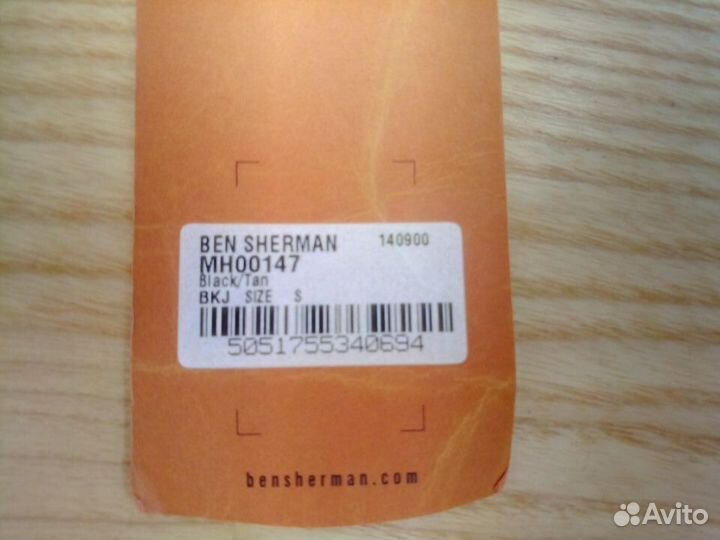 BEN SHERMAN 140900
MH00147
Black/Tan
BKJ SIZE S
5051755340694
bensherman.com
Avito